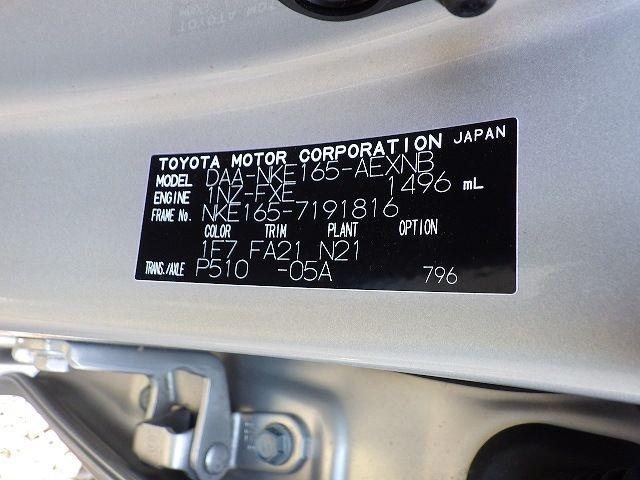 TOYOTA MOTOR CORPORATION JAPAN
MODEL DAA-NKE165-AEXNB
ENGINE 1NZ-FXE 1496 mL
FRAME No. NKE165-7191816
COLOR TRIM PLANT OPTION
1F7 FA21 N21
TRANS./AXLE P510 -05A 796